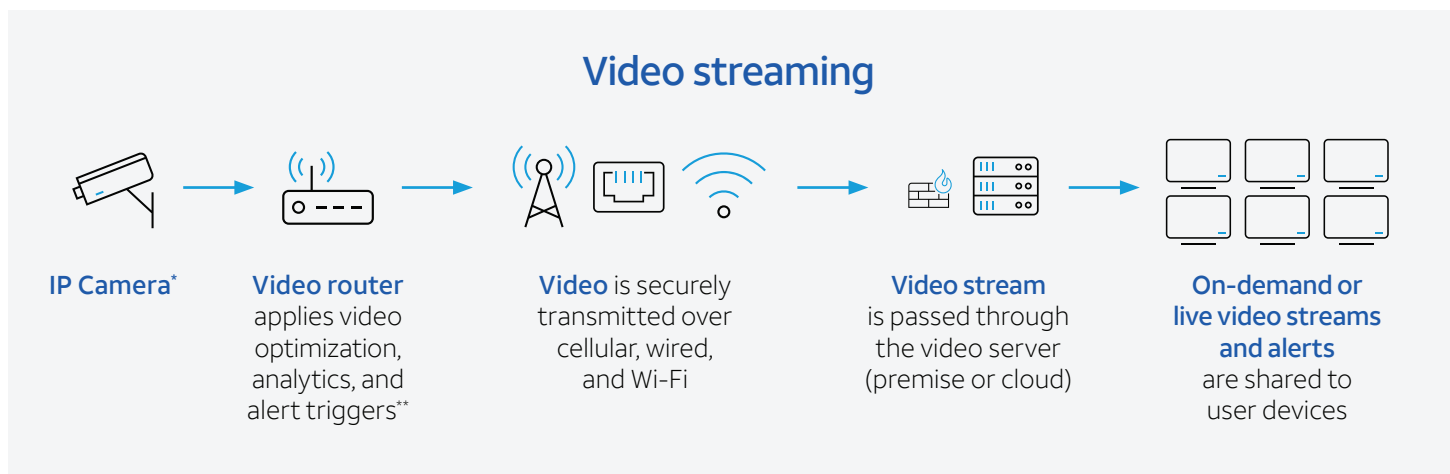 Video streaming
IP Camera*
Video router
applies video
optimization,
analytics, and
alert triggers**
Video is securely
transmitted over
cellular, wired,
and Wi-Fi
Video stream
is passed through
the video server
(premise or cloud)
On-demand or
live video streams
and alerts
are shared to
user devices